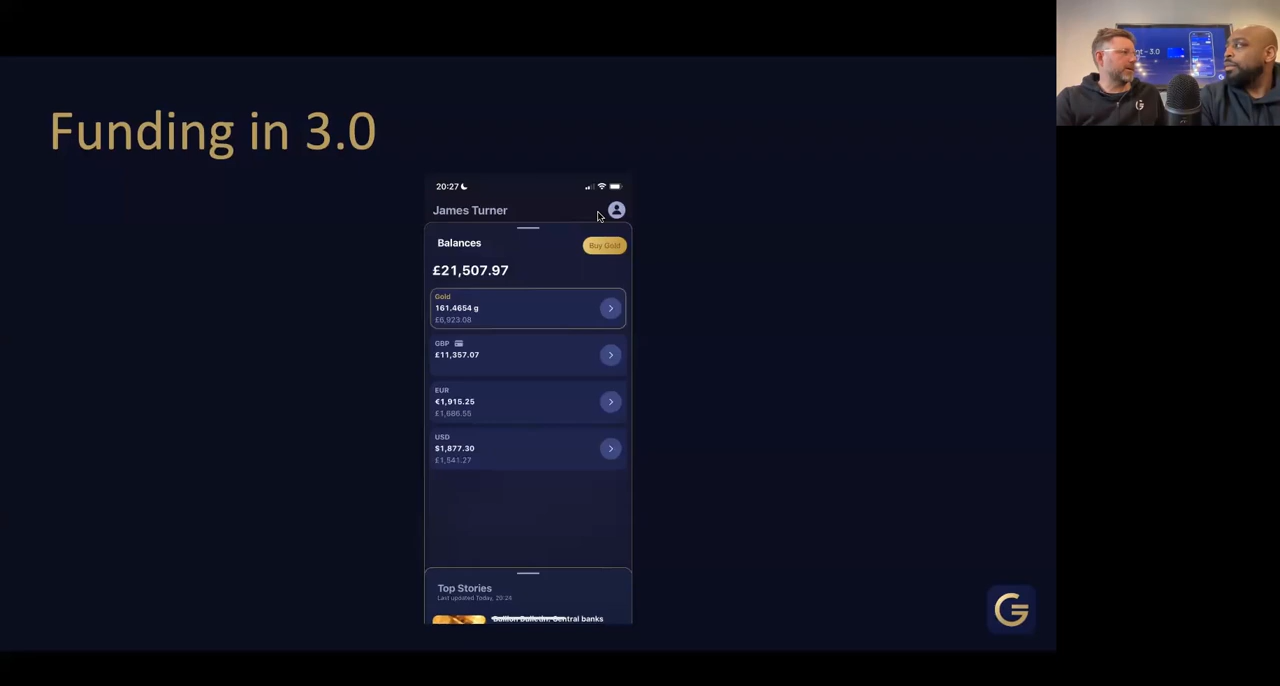 Funding in 3.0
20:27
James Turner
Balances
Buy Gold
£21,507.97
Gold
161.4654 g
£6,923.08
GBP
£11,357.07
EUR
€1,915.25
£1,686.55
USD
$1,877.30
£1,541.27
Top Stories
Last updated Today, 20:24
Bullion Bulletin: Central banks
G
- 3.0